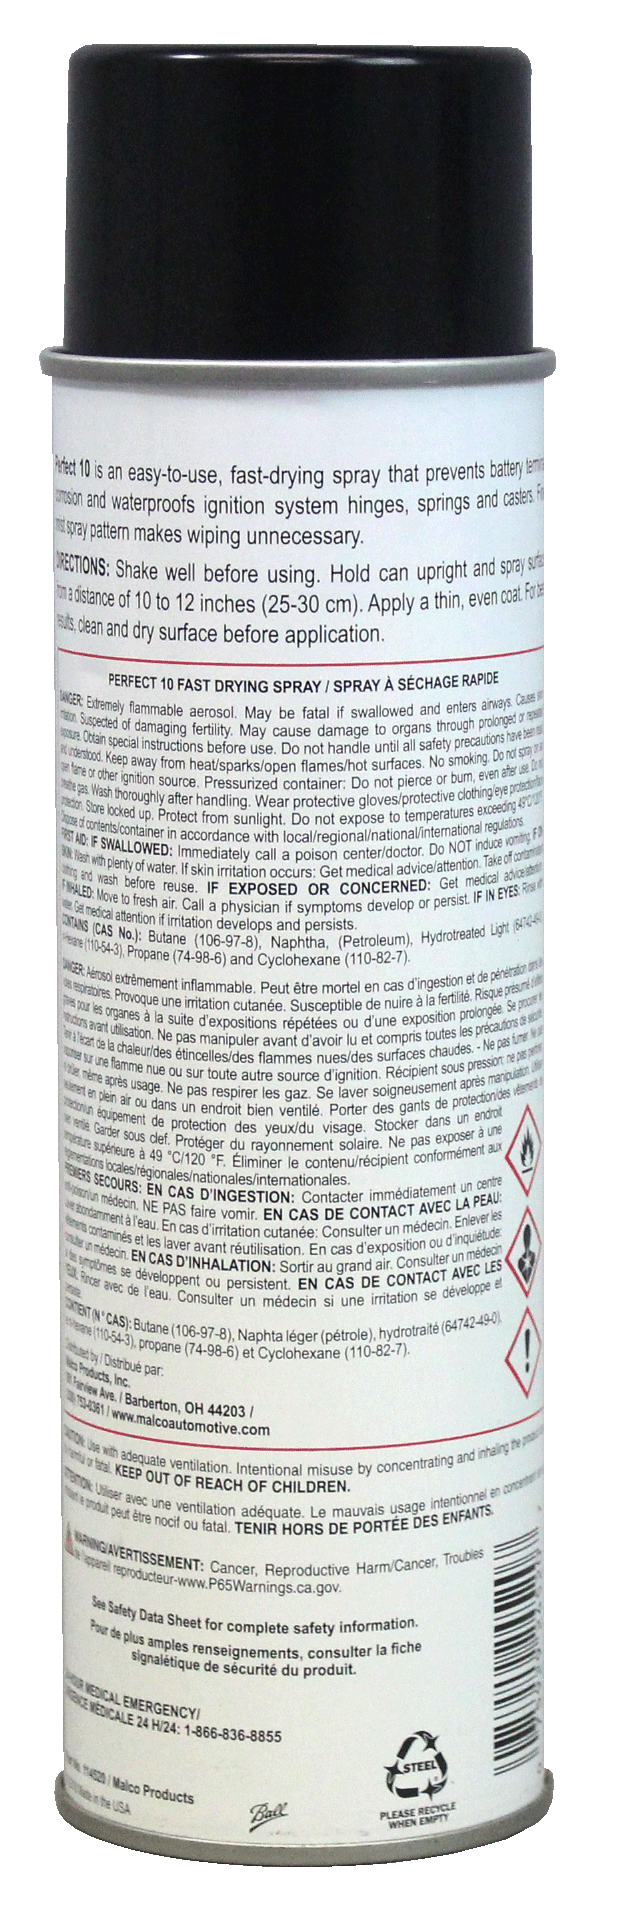 Perfect 10 is an easy-to-use, fast-drying spray that prevents battery
corrosion and waterproofs ignition system hinges, springs and casters.
mist spray pattern makes wiping unnecessary.
DIRECTIONS: Shake well before using. Hold can upright and spray
from a distance of 10 to 12 inches (25-30 cm). Apply a thin, even coat. For
results, clean and dry surface before application.
PERFECT 10 FAST DRYING SPRAY / SPRAY À SÉCHAGE RAPIDE
DANGER: Extremely flammable aerosol. May be fatal if swallowed and enters airways. Causes
irritation. Suspected of damaging fertility. May cause damage to organs through prolonged or
exposure. Obtain special instructions before use. Do not handle until all safety precautions have been
and understood. Keep away from heat/sparks/open flames/hot surfaces. No smoking. Do not spray on
open flame or other ignition source. Pressurized container: Do not pierce or burn, even after use. Do
breathe gas. Wash thoroughly after handling. Wear protective gloves/protective clothing/eye
protection. Store locked up. Protect from sunlight. Do not expose to temperatures exceeding 49°C/120°F.
Dispose of contents/container in accordance with local/regional/national/international regulations.
FIRST AID: IF SWALLOWED: Immediately call a poison center/doctor. Do NOT induce vomiting. IF ON
SKIN: Wash with plenty of water. If skin irritation occurs: Get medical advice/attention. Take off
clothing and wash before reuse. IF EXPOSED OR CONCERNED: Get medical advice/attention.
IF INHALED: Move to fresh air. Call a physician if symptoms develop or persist. IF IN EYES: Rinse
water. Get medical attention if irritation develops and persists.
CONTAINS (CAS No.): Butane (106-97-8), Naphtha, (Petroleum), Hydrotreated Light
n-Hexane (110-54-3), Propane (74-98-6) and Cyclohexane (110-82-7).
DANGER: Aérosol extrêmement inflammable. Peut être mortel en cas d'ingestion et de pénétration
voies respiratoires. Provoque une irritation cutanée. Susceptible de nuire à la fertilité. Risque présumé
pour les organes à la suite d'expositions répétées ou d'une exposition prolongée. Se procurer
instructions avant utilisation. Ne pas manipuler avant d'avoir lu et compris toutes les précautions de
Tenir à l'écart de la chaleur/des étincelles/des flammes nues/des surfaces chaudes. - Ne pas fumer. Ne
sur une flamme nue ou sur toute autre source d'ignition. Récipient sous pression: ne pas
même après usage. Ne pas respirer les gaz. Se laver soigneusement après manipulation.
seulement en plein air ou dans un endroit bien ventilé. Porter des gants de protection/des vêtements
protection/un équipement de protection des yeux/du visage. Stocker dans un endroit
ventilé. Garder sous clef. Protéger du rayonnement solaire. Ne pas exposer à une
température supérieure à 49 °C/120 °F. Éliminer le contenu/récipient conformément aux
réglementations locales/régionales/nationales/internationales.
PREMIERS SECOURS: EN CAS D'INGESTION: Contacter immédiatement un centre
anti-poison/un médecin. NE PAS faire vomir. EN CAS DE CONTACT AVEC LA PEAU:
Laver abondamment à l'eau. En cas d'irritation cutanée: Consulter un médecin. Enlever les
vêtements contaminés et les laver avant réutilisation. En cas d'exposition ou d'inquiétude:
Consulter un médecin. EN CAS D'INHALATION: Sortir au grand air. Consulter un médecin
si des symptômes se développent ou persistent. EN CAS DE CONTACT AVEC LES
YEUX: Rincer avec de l'eau. Consulter un médecin si une irritation se développe et
persiste.
CONTIENT (N° CAS): Butane (106-97-8), Naphta léger (pétrole), hydrotraité (64742-49-0),
n-Hexane (110-54-3), propane (74-98-6) et Cyclohexane (110-82-7).
Distributed by / Distribué par:
Malco Products, Inc.
Fairview Ave. / Barberton, OH 44203 /
753-0361 / www.malcoautomotive.com
CAUTION: Use with adequate ventilation. Intentional misuse by concentrating and inhaling the
harmful or fatal. KEEP OUT OF REACH OF CHILDREN.
ATTENTION: Utiliser avec une ventilation adéquate. Le mauvais usage intentionnel en
le produit peut être nocif ou fatal. TENIR HORS DE PORTÉE DES ENFANTS.
WARNING/AVERTISSEMENT: Cancer, Reproductive Harm/Cancer, Troubles
de l'appareil reproducteur-www.P65Warnings.ca.gov.
See Safety Data Sheet for complete safety information.
Pour de plus amples renseignements, consulter la fiche
signalétique de sécurité du produit.
MEDICAL EMERGENCY/
MÉDICALE 24 H/24: 1-866-836-8855
No. 114520 / Malco Products
Made in the USA
Ball
STEEL
PLEASE RECYCLE
WHEN EMPTY